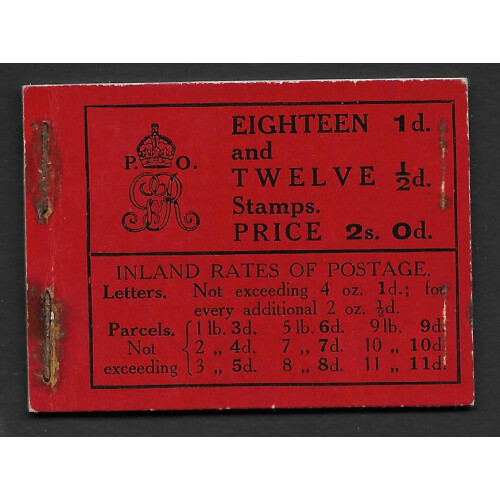 P. O.
GR
EIGHTEEN 1d.
and
TWELVE ½d.
Stamps.
PRICE 2s. 0d.
INLAND RATES OF POSTAGE.
Letters. Not exceeding 4 oz. 1d.; for
every additional 2 oz. ½d.
Parcels. 1 lb. 3d. 5 lb. 6d. 9 lb. 9d.
Not 2 „ 4d. 7 „ 7d. 10 „ 10d.
exceeding 3 „ 5d. 8 „ 8d. 11 „ 11d.